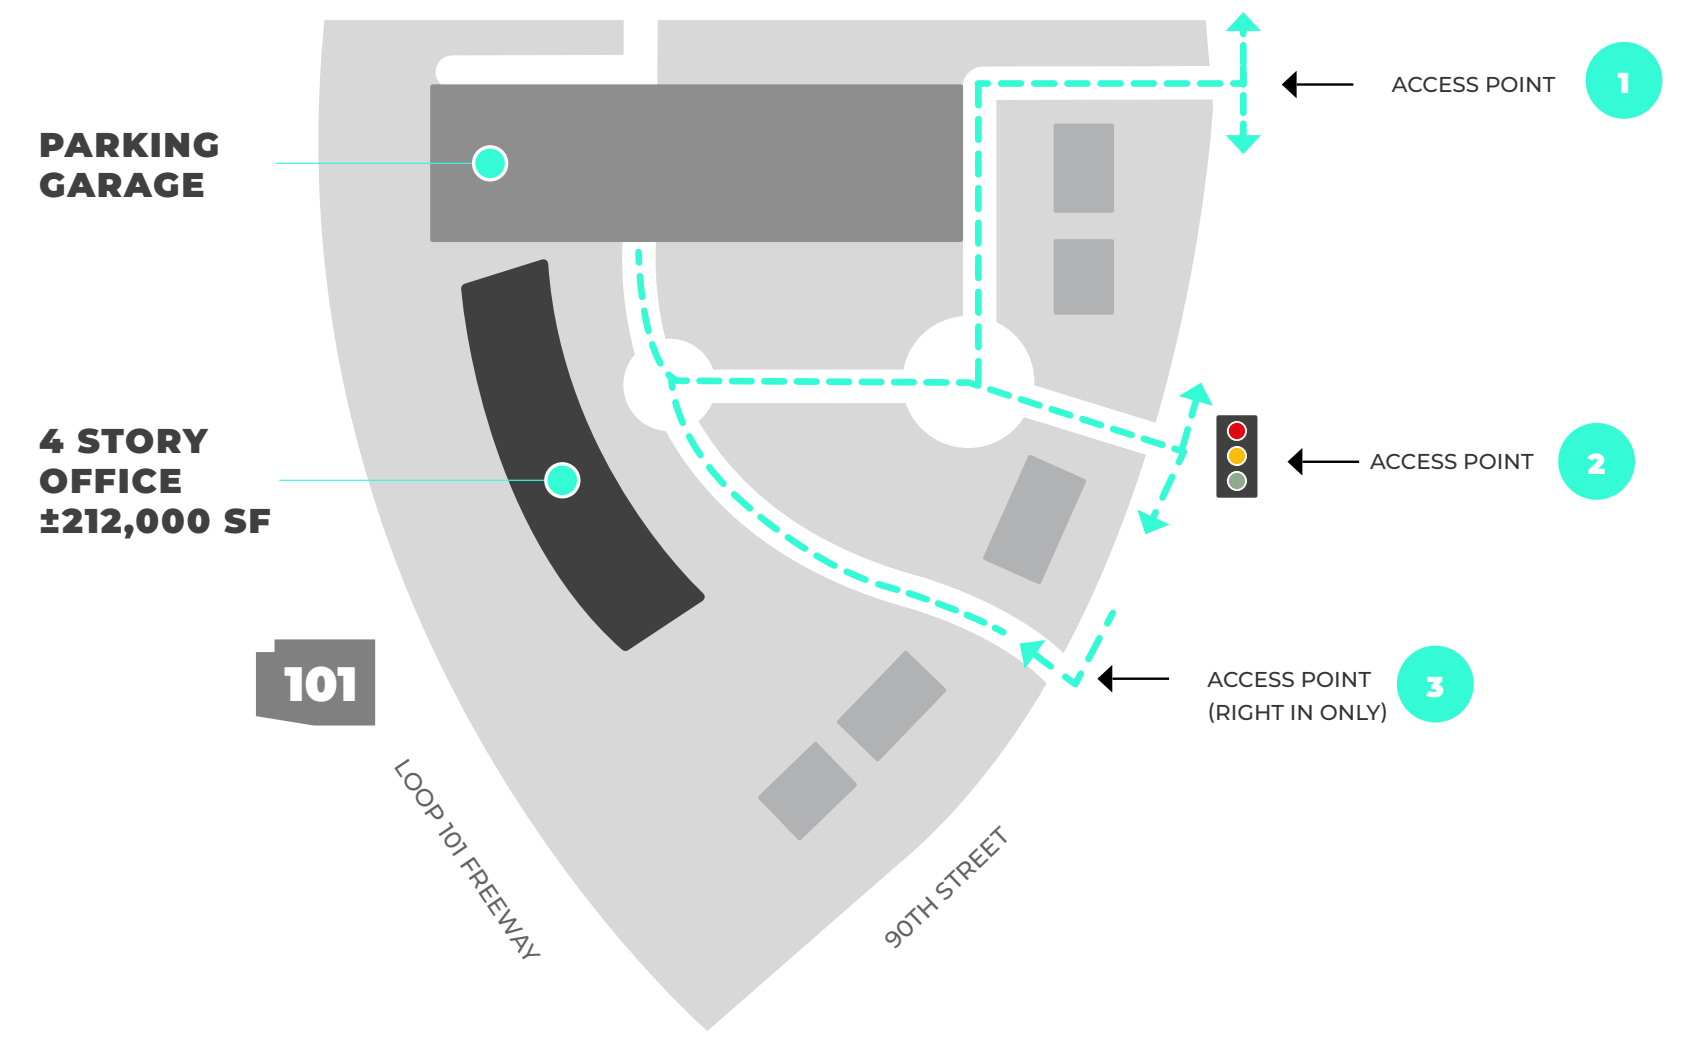 PARKING
GARAGE
4 STORY
OFFICE
±212,000 SF
101
LOOP 101 FREEWAY
90TH STREET
ACCESS POINT 1
ACCESS POINT 2
ACCESS POINT
(RIGHT IN ONLY)
3